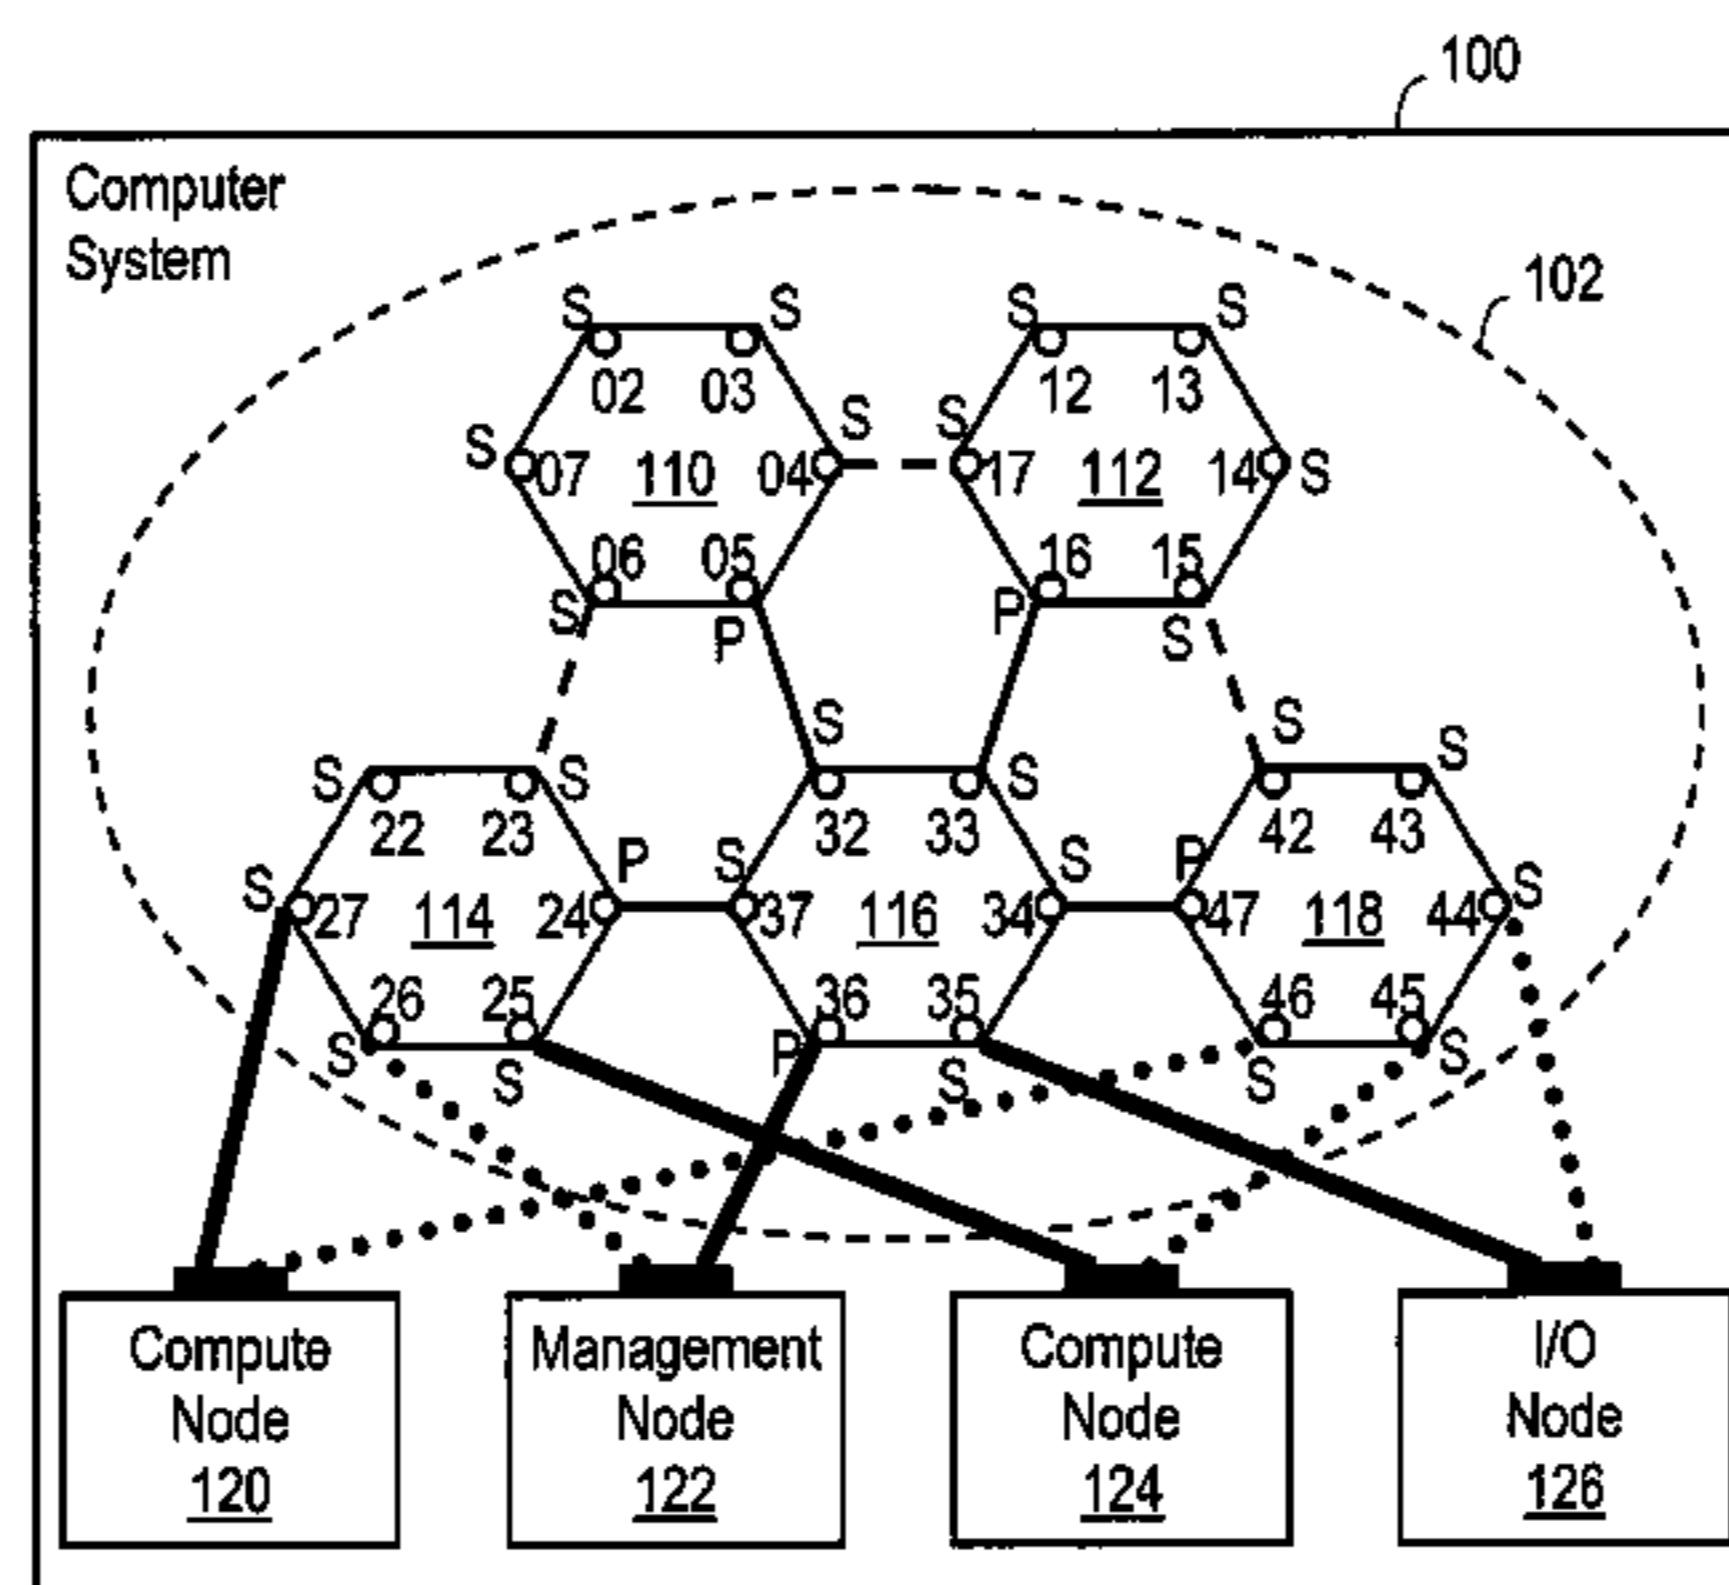 100
Computer
System
102
S S S S
02 03 12 13
S S S S
07 110 04 17 112 14
06 05 16 15
S P P S
S S S S S S
22 23 32 33 42 43
S P S S P S
27 114 24 37 116 34 47 118 44
26 25 36 35 46 45
S S P S S S
Compute
Node
120
Management
Node
122
Compute
Node
124
I/O
Node
126